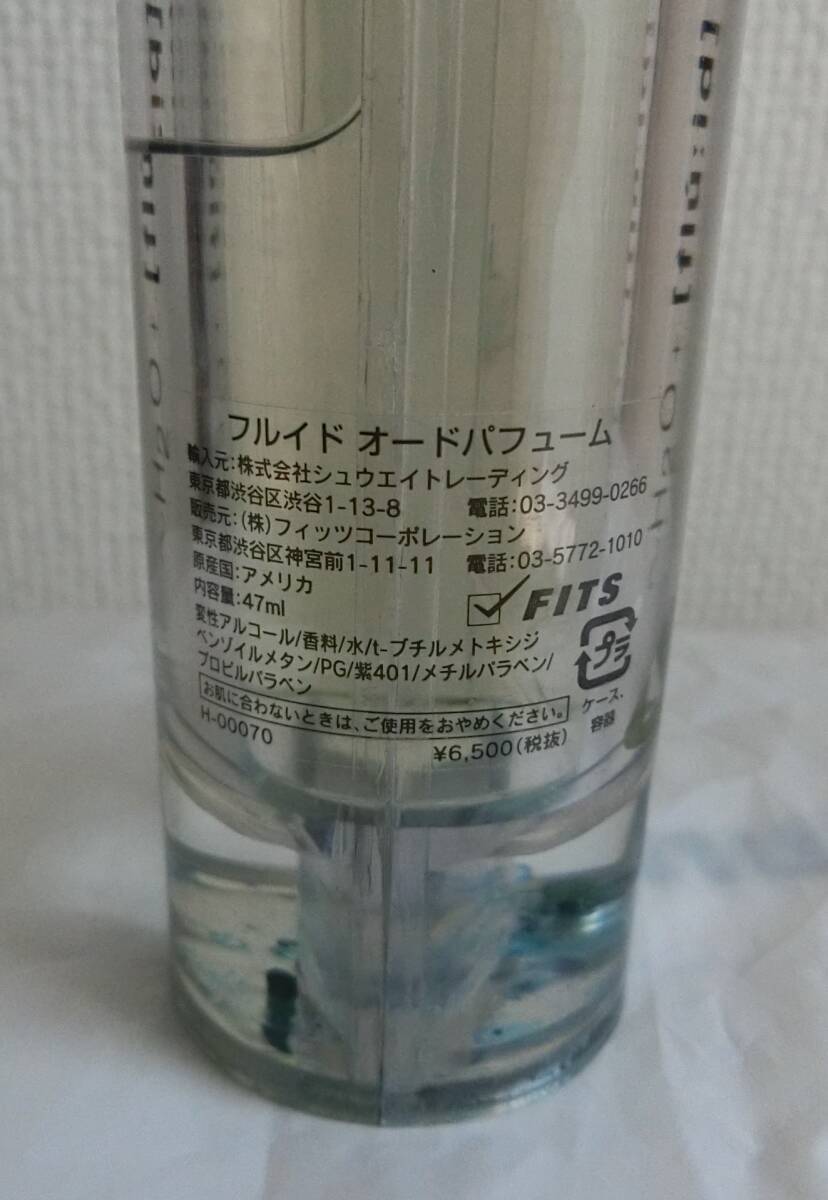 フルイド オードパフューム
輸入元:株式会社シュウエイトレーディング
東京都渋谷区渋谷1-13-8 電話:03-3499-0266
販売元:(株)フィッツコーポレーション
東京都渋谷区神宮前1-11-11 電話:03-5772-1010
原産国:アメリカ
内容量:47ml
FITS
変性アルコール/香料/水/t-ブチルメトキシジ
ベンゾイルメタン/PG/紫401/メチルパラベン/
プロピルパラベン
プラ
ケース、
容器
お肌に合わないときは、ご使用をおやめください。
H-00070
¥6,500(税抜)